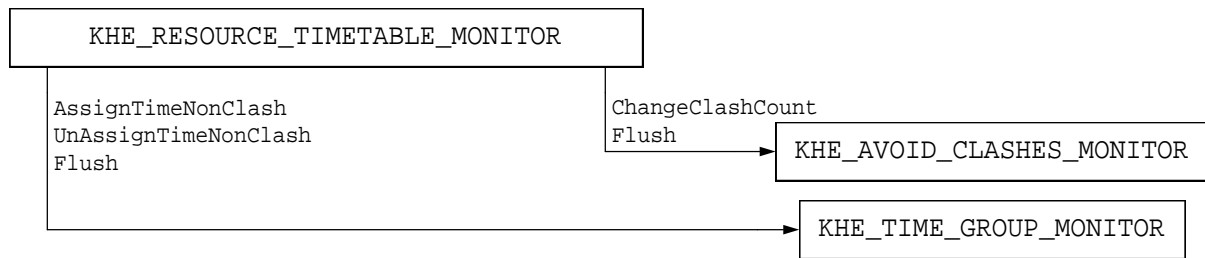 KHE_RESOURCE_TIMETABLE_MONITOR
AssignTimeNonClash
UnAssignTimeNonClash
Flush
ChangeClashCount
Flush
KHE_AVOID_CLASHES_MONITOR
KHE_TIME_GROUP_MONITOR